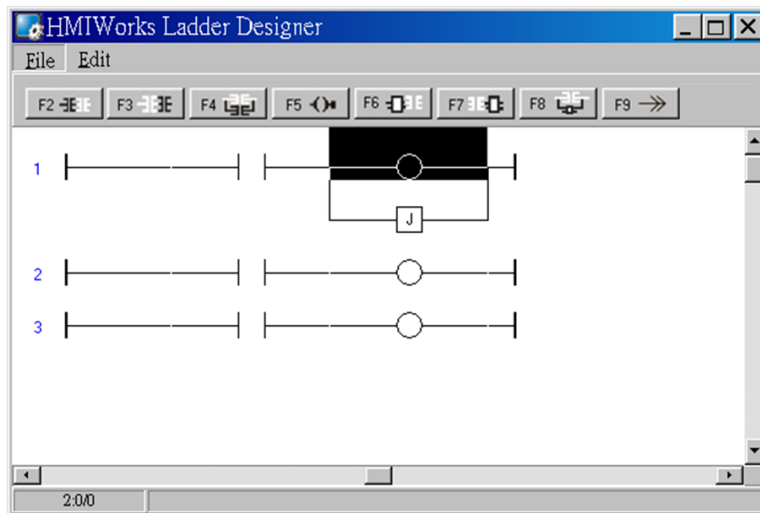 HMIWorks Ladder Designer
File Edit
F2 F3 F4 F5 F6 F7 F8 F9
1
J
2
3
2:0/0